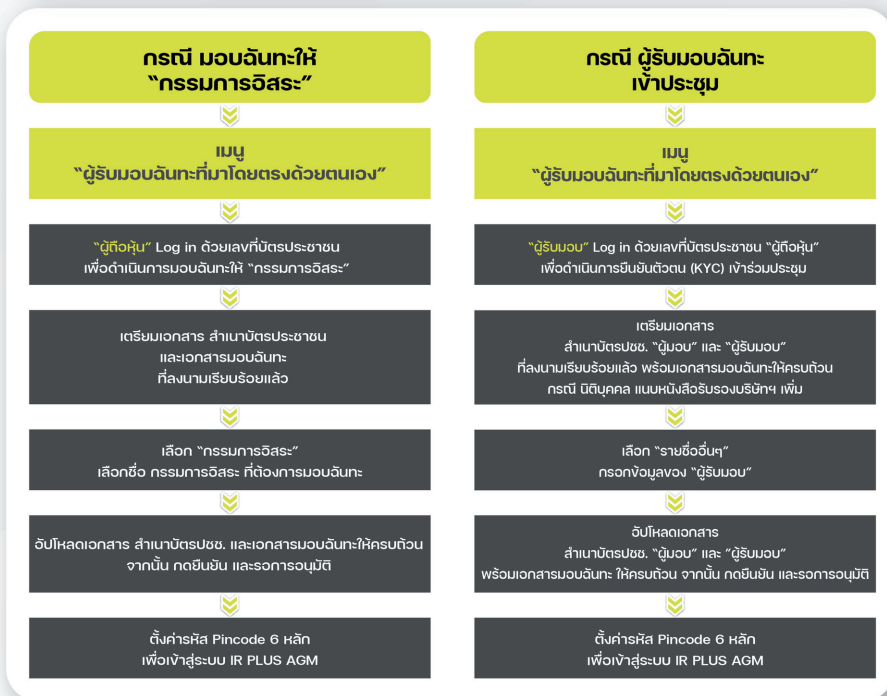 กรณี มอบฉันทะให้
“กรรมการอิสระ”
เมนู
“ผู้รับมอบฉันทะที่มาโดยตรงด้วยตนเอง”
“ผู้ถือหุ้น” Log in ด้วยเลขที่บัตรประชาชน
เพื่อดำเนินการมอบฉันทะให้ “กรรมการอิสระ”
เตรียมเอกสาร สำเนาบัตรประชาชน
และเอกสารมอบฉันทะ
ที่ลงนามเรียบร้อยแล้ว
เลือก “กรรมการอิสระ”
เลือกชื่อ กรรมการอิสระ ที่ต้องการมอบฉันทะ
อัปโหลดเอกสาร สำเนาบัตรปชช. และเอกสารมอบฉันทะให้ครบถ้วน
จากนั้น กดยืนยัน และรอการอนุมัติ
ตั้งค่ารหัส Pincode 6 หลัก
เพื่อเข้าสู่ระบบ IR PLUS AGM
กรณี ผู้รับมอบฉันทะ
เข้าประชุม
เมนู
“ผู้รับมอบฉันทะที่มาโดยตรงด้วยตนเอง”
“ผู้รับมอบ” Log in ด้วยเลขที่บัตรประชาชน “ผู้ถือหุ้น”
เพื่อดำเนินการยืนยันตัวตน (KYC) เข้าร่วมประชุม
เตรียมเอกสาร
สำเนาบัตรปชช. “ผู้มอบ” และ “ผู้รับมอบ”
ที่ลงนามเรียบร้อยแล้ว พร้อมเอกสารมอบฉันทะให้ครบถ้วน
กรณี นิติบุคคล แนบหนังสือรับรองบริษัทฯ เพิ่ม
เลือก “รายชื่ออื่นๆ”
กรอกข้อมูลของ “ผู้รับมอบ”
อัปโหลดเอกสาร
สำเนาบัตรปชช. “ผู้มอบ” และ “ผู้รับมอบ”
พร้อมเอกสารมอบฉันทะ ให้ครบถ้วน จากนั้น กดยืนยัน และรอการอนุมัติ
ตั้งค่ารหัส Pincode 6 หลัก
เพื่อเข้าสู่ระบบ IR PLUS AGM